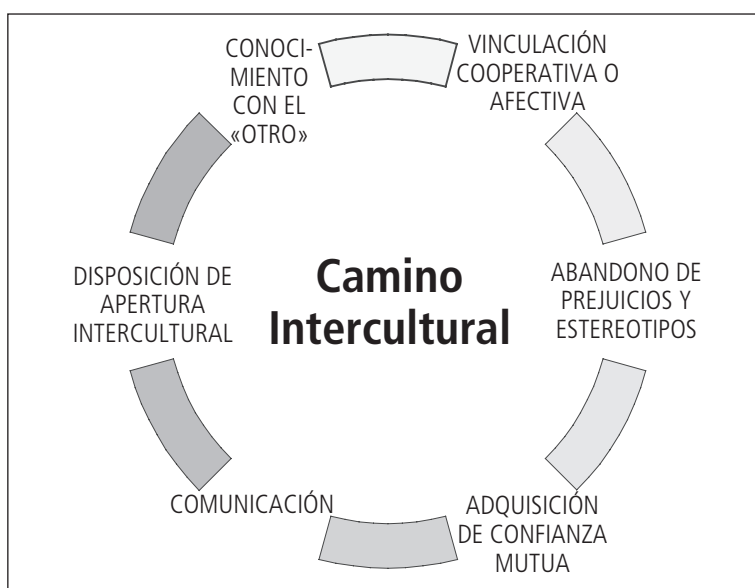 CONOCI-
MIENTO
CON EL
«OTRO»
VINCULACIÓN
COOPERATIVA O
AFECTIVA
DISPOSICIÓN DE
APERTURA
INTERCULTURAL
Camino
Intercultural
ABANDONO DE
PREJUICIOS Y
ESTEREOTIPOS
COMUNICACIÓN
ADQUISICIÓN
DE CONFIANZA
MUTUA